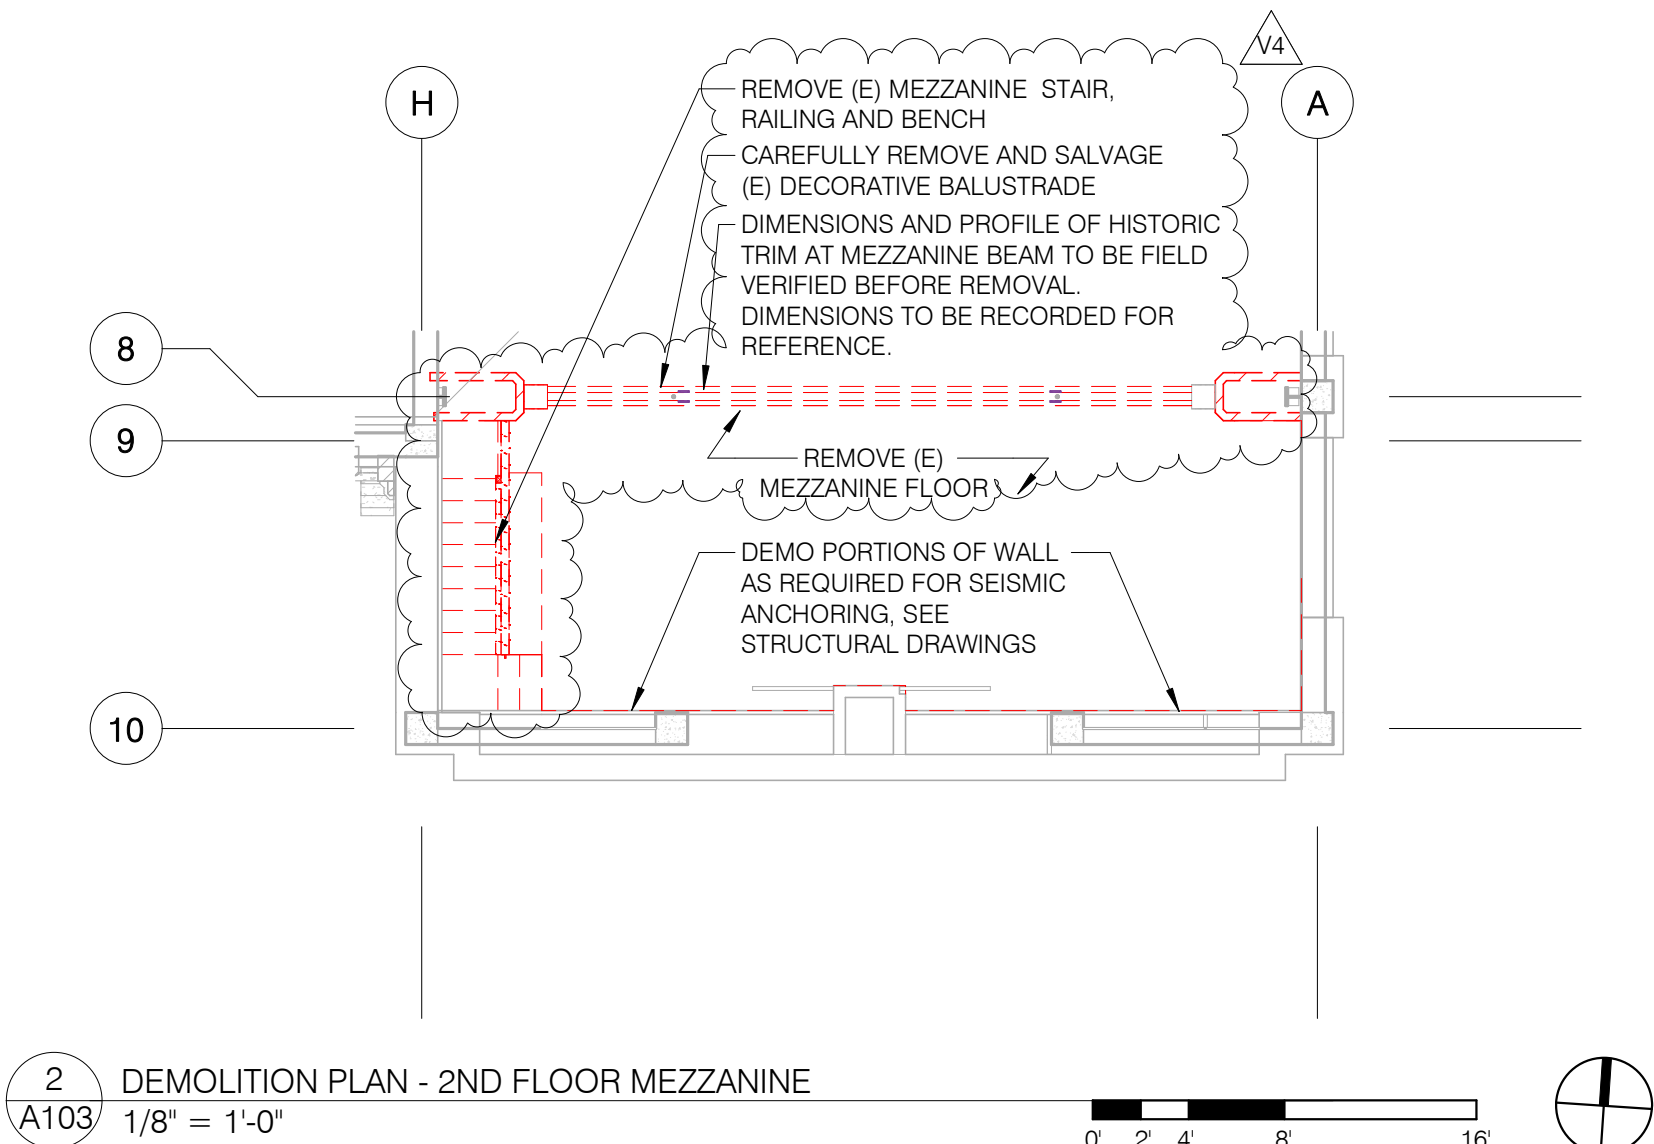 V4
H
A
REMOVE (E) MEZZANINE STAIR,
RAILING AND BENCH
CAREFULLY REMOVE AND SALVAGE
(E) DECORATIVE BALUSTRADE
DIMENSIONS AND PROFILE OF HISTORIC
TRIM AT MEZZANINE BEAM TO BE FIELD
VERIFIED BEFORE REMOVAL.
DIMENSIONS TO BE RECORDED FOR
REFERENCE.
8
9
REMOVE (E)
MEZZANINE FLOOR
DEMO PORTIONS OF WALL
AS REQUIRED FOR SEISMIC
ANCHORING, SEE
STRUCTURAL DRAWINGS
10
2
A103
DEMOLITION PLAN - 2ND FLOOR MEZZANINE
1/8" = 1'-0"
0' 2' 4' 8' 16'